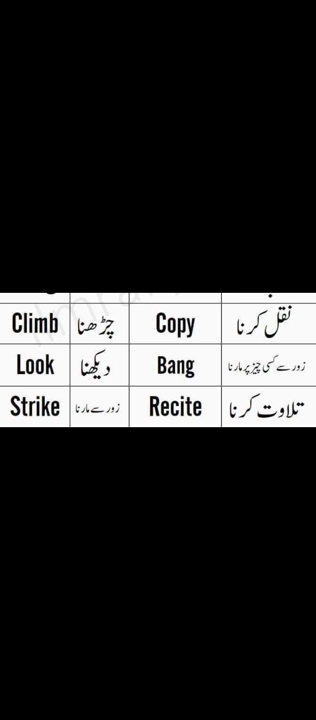 Climb چڑھنا Copy نقل کرنا
Look دیکھنا Bang زور سے کسی چیز پر مارنا
Strike زور سے مارنا Recite تلاوت کرنا